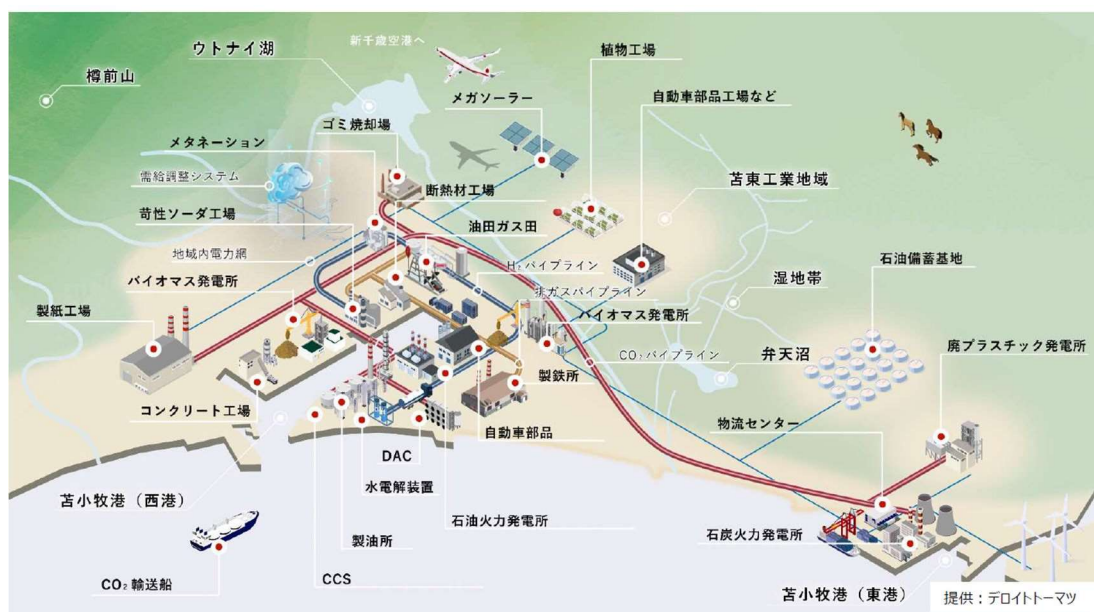 新千歳空港へ
ウトナイ湖
植物工場
樽前山
メガソーラー
自動車部品工場など
ゴミ焼却場
メタネーション
需給調整システム
断熱材工場
苫東工業地域
苛性ソーダ工場
油田ガス田
地域内電力網
H₂パイプライン
石油備蓄基地
バイオマス発電所
排ガスパイプライン
湿地帯
製紙工場
バイオマス発電所
廃プラスチック発電所
CO₂パイプライン
弁天沼
製鉄所
コンクリート工場
物流センター
自動車部品
DAC
水電解装置
苫小牧港（西港）
石油火力発電所
石炭火力発電所
製油所
CCS
CO₂ 輸送船
苫小牧港（東港）
提供：デロイトトーマツ